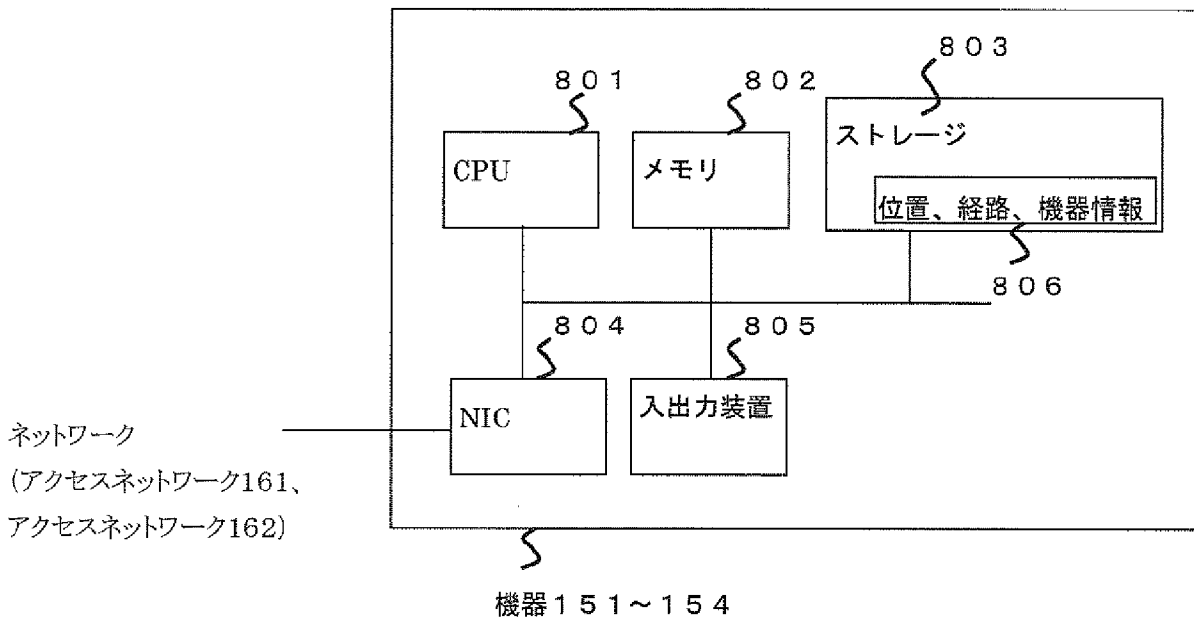 803
801
802
ストレージ
CPU
メモリ
位置、経路、機器情報
806
804
805
NIC
入出力装置
ネットワーク
(アクセスネットワーク161、
アクセスネットワーク162)
機器151~154